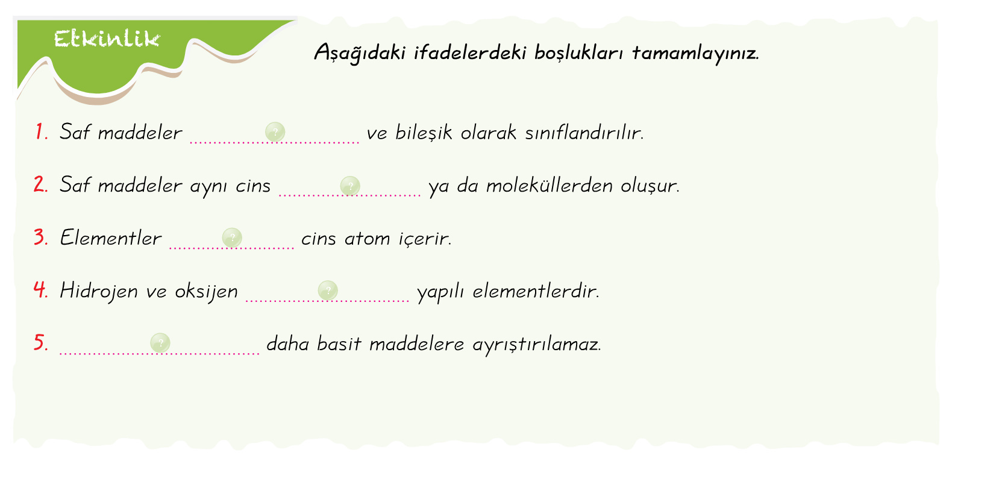 Etkinlik
Aşağıdaki ifadelerdeki boşlukları tamamlayınız.
1. Saf maddeler ........................ ? ........................ ve bileşik olarak sınıflandırılır.
2. Saf maddeler aynı cins ........................ ? ........................ ya da moleküllerden oluşur.
3. Elementler ........................ ? ........................ cins atom içerir.
4. Hidrojen ve oksijen ........................ ? ........................ yapılı elementlerdir.
5. ........................ ? ........................ daha basit maddelere ayrıştırılamaz.